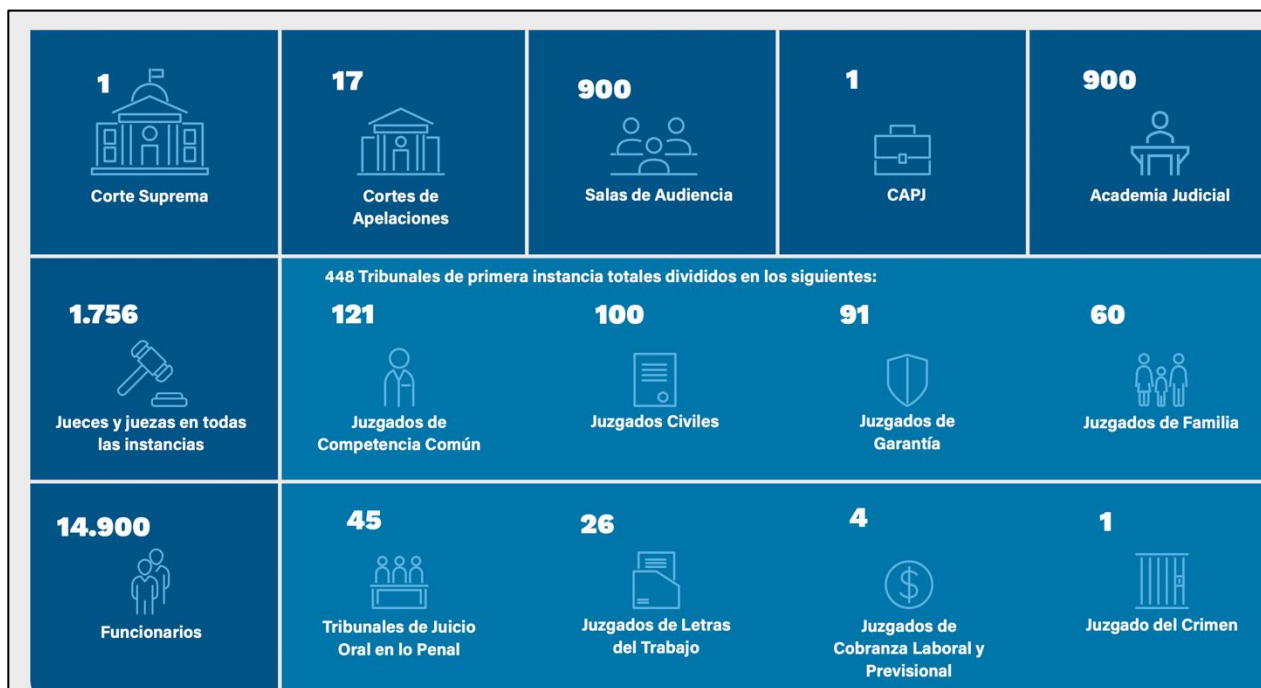 1
Corte Suprema
17
Cortes de
Apelaciones
900
Salas de Audiencia
1
CAPJ
900
Academia Judicial
1.756
Jueces y juezas en todas
las instancias
448 Tribunales de primera instancia totales divididos en los siguientes:
121
Juzgados de
Competencia Común
100
Juzgados Civiles
91
Juzgados de
Garantía
60
Juzgados de Familia
14.900
Funcionarios
45
Tribunales de Juicio
Oral en lo Penal
26
Juzgados de Letras
del Trabajo
4
Juzgados de
Cobranza Laboral y
Previsional
1
Juzgado del Crimen